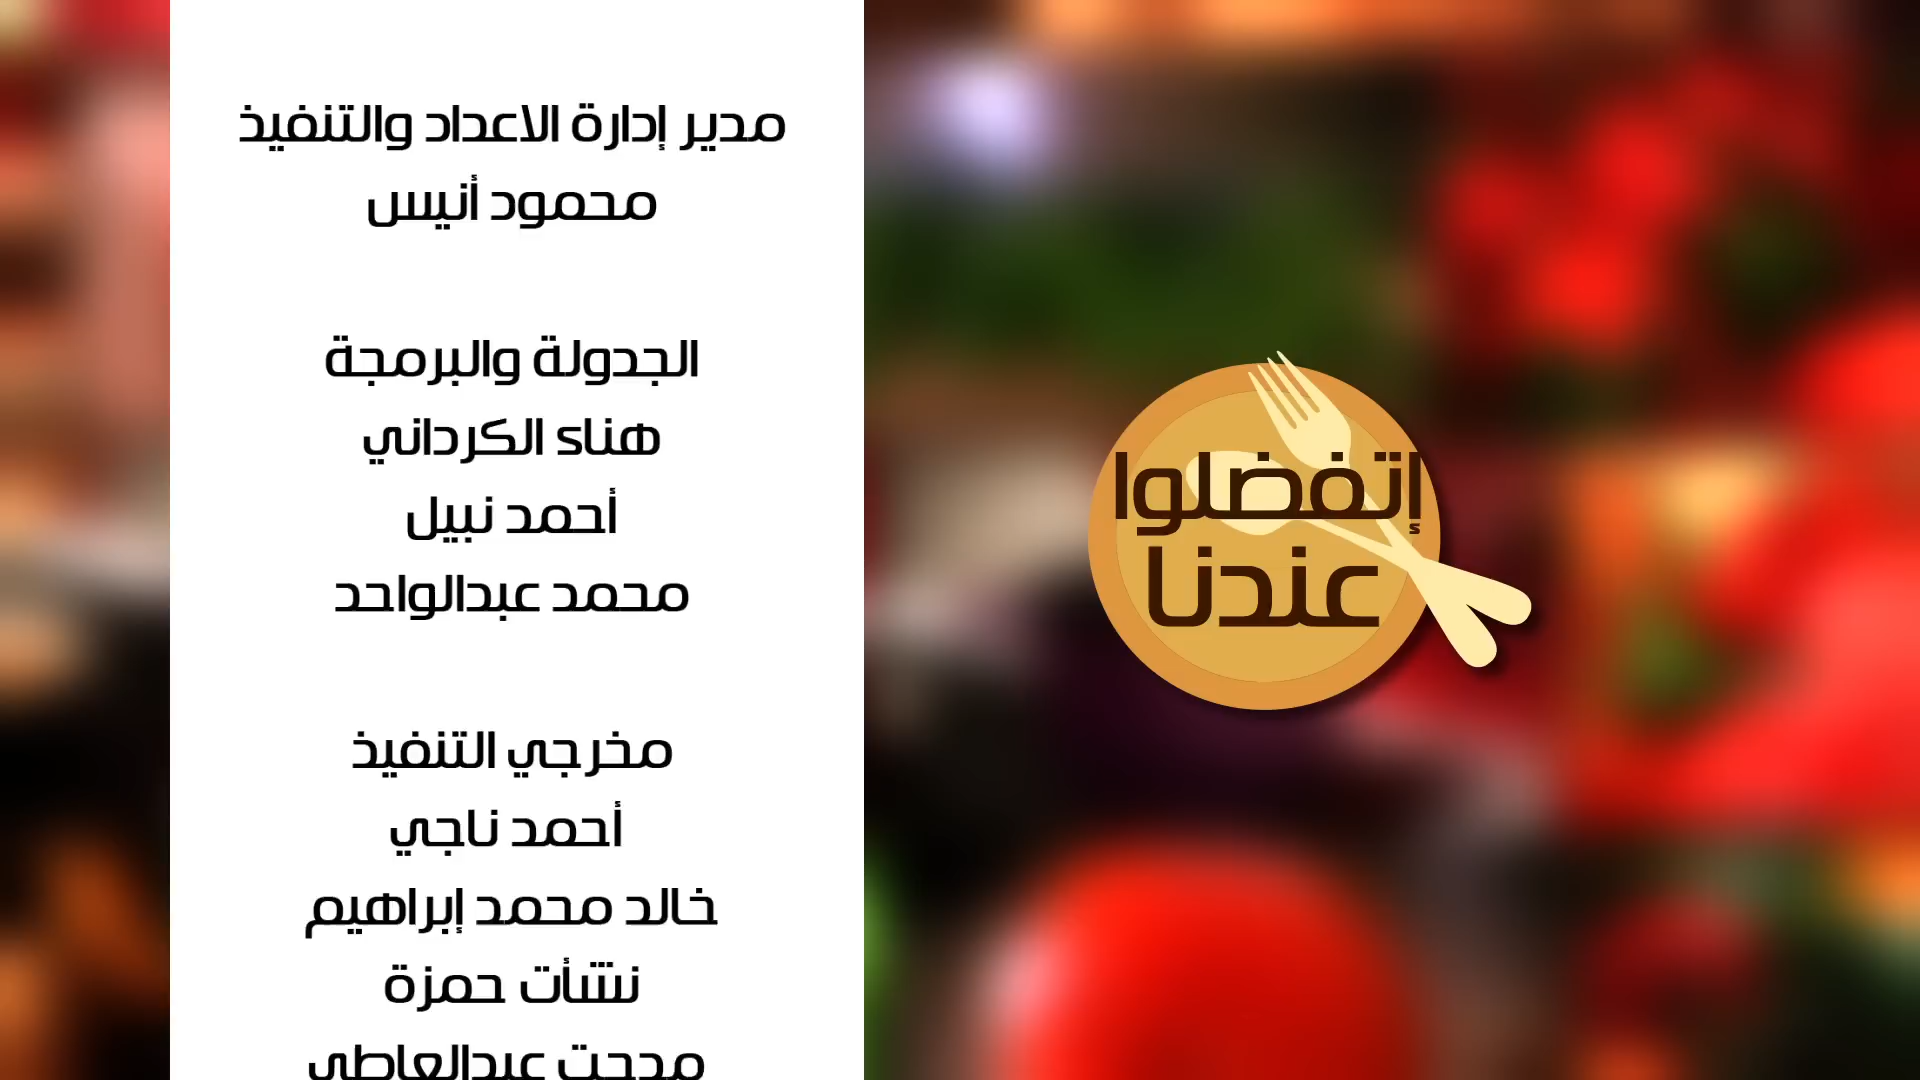 مدير إدارة الاعداد والتنفيذ
محمود أنيس
الجدولة والبرمجة
هناء الكرداني
أحمد نبيل
محمد عبدالواحد
مخرجي التنفيذ
أحمد ناجي
خالد محمد إبراهيم
نشأت حمزة
مدحت عبدالعاطي
إتفضلوا
عندنا